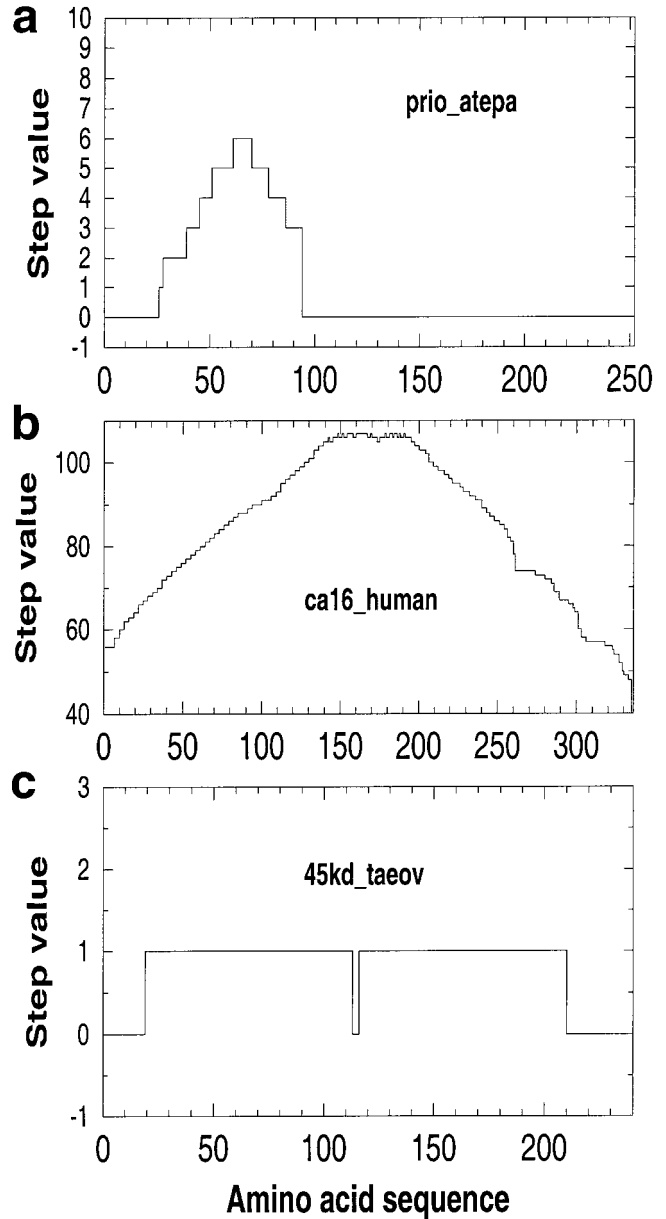 a
10
9
8
7
6
5
4
3
2
1
0
-1
Step value
prio_atepa
0 50 100 150 200 250
b
100
80
60
40
Step value
ca16_human
0 50 100 150 200 250 300
c
3
2
1
0
-1
Step value
45kd_taeov
0 50 100 150 200
Amino acid sequence